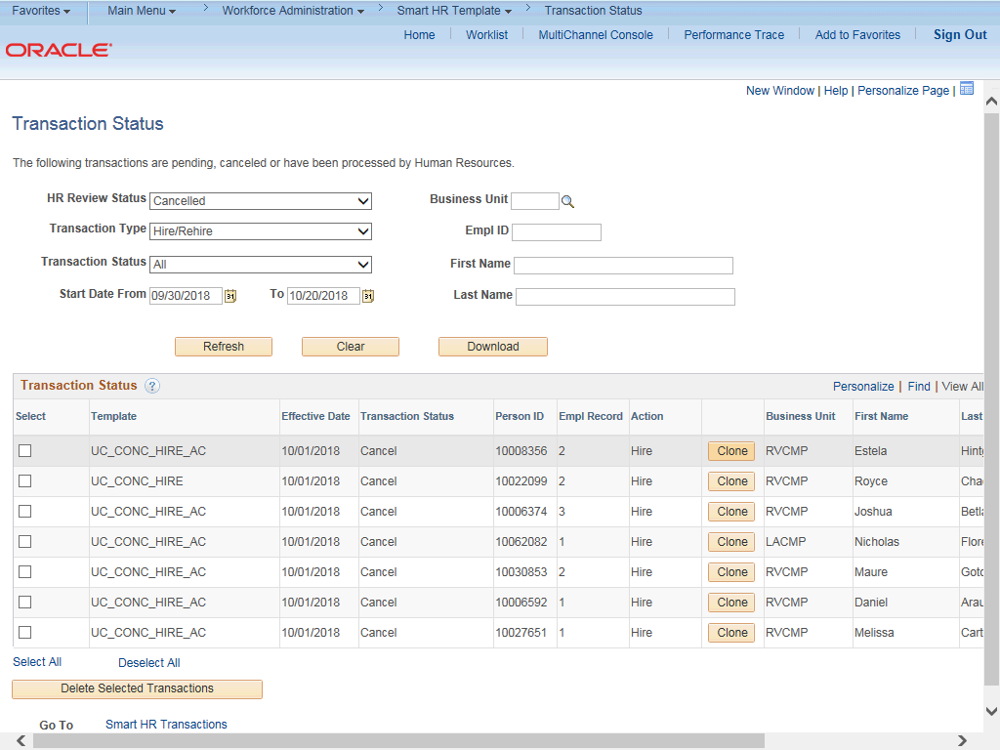 Favorites Main Menu > Workforce Administration > Smart HR Template > Transaction Status
Home Worklist MultiChannel Console Performance Trace Add to Favorites Sign Out
ORACLE
New Window | Help | Personalize Page |
Transaction Status
The following transactions are pending, canceled or have been processed by Human Resources.
HR Review Status Cancelled Business Unit
Transaction Type Hire/Rehire Empl ID
Transaction Status All First Name
Start Date From 09/30/2018 31 To 10/20/2018 31 Last Name
Refresh Clear Download
Transaction Status ? Personalize | Find | View All
Select Template Effective Date Transaction Status Person ID Empl Record Action Business Unit First Name Last
UC_CONC_HIRE_AC 10/01/2018 Cancel 10008356 2 Hire Clone RVCMP Estela Hint
UC_CONC_HIRE 10/01/2018 Cancel 10022099 2 Hire Clone RVCMP Royce Cha
UC_CONC_HIRE_AC 10/01/2018 Cancel 10006374 3 Hire Clone RVCMP Joshua Betl
UC_CONC_HIRE_AC 10/01/2018 Cancel 10062082 1 Hire Clone LACMP Nicholas Flor
UC_CONC_HIRE_AC 10/01/2018 Cancel 10030853 2 Hire Clone RVCMP Maure Goto
UC_CONC_HIRE_AC 10/01/2018 Cancel 10006592 1 Hire Clone RVCMP Daniel Arau
UC_CONC_HIRE_AC 10/01/2018 Cancel 10027651 1 Hire Clone RVCMP Melissa Cart
Select All Deselect All
Delete Selected Transactions
Go To Smart HR Transactions